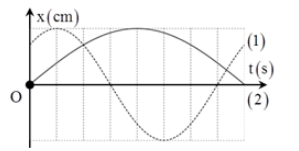 x(cm)
(1)
t(s)
O
(2)